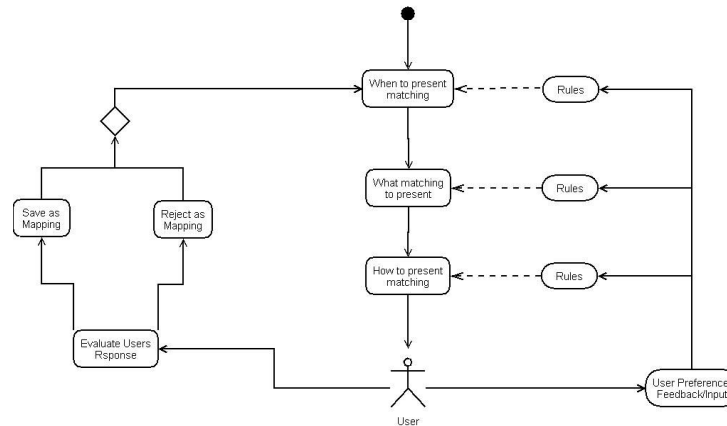 When to present
matching
Rules
What matching
to present
Rules
Save as
Mapping
Reject as
Mapping
How to present
matching
Rules
Evaluate Users
Rsponse
User Preference
Feedback/Input
User